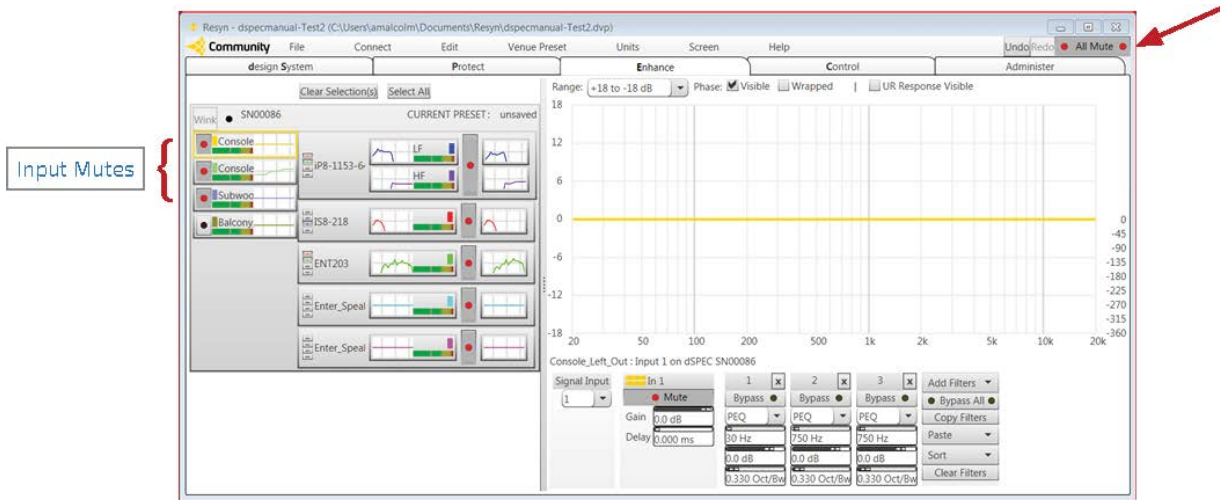 Resyn - dspecmanual-Test2 (C:\Users\amalcolm\Documents\Resyn\dspecmanual-Test2.dvp)
Community File Connect Edit Venue Preset Units Screen Help Undo Redo All Mute
design System Protect Enhance Control Administer
Clear Selection(s) Select All
Range: +18 to -18 dB Phase: Visible Wrapped | UR Response Visible
Wink SN00086 CURRENT PRESET: unsaved
Input Mutes
Console
Console
Subwoo
Balcony
iP8-1153-6
LF
HF
IS8-218
ENT203
Enter_Speal
Enter_Speal
18
12
6
0
-6
-12
-18
0
-45
-90
-135
-180
-225
-270
-315
-360
20 50 100 200 500 1k 2k 5k 10k 20k
Console_Left_Out : Input 1 on dSPEC SN00086
Signal Input
1
In 1
Mute
Gain 0.0 dB
Delay 0.000 ms
1 x 2 x 3 x
Bypass Bypass Bypass
PEQ PEQ PEQ
30 Hz 750 Hz 750 Hz
0.0 dB 0.0 dB 0.0 dB
0.330 Oct/Bw 0.330 Oct/Bw 0.330 Oct/Bw
Add Filters
Bypass All
Copy Filters
Paste
Sort
Clear Filters